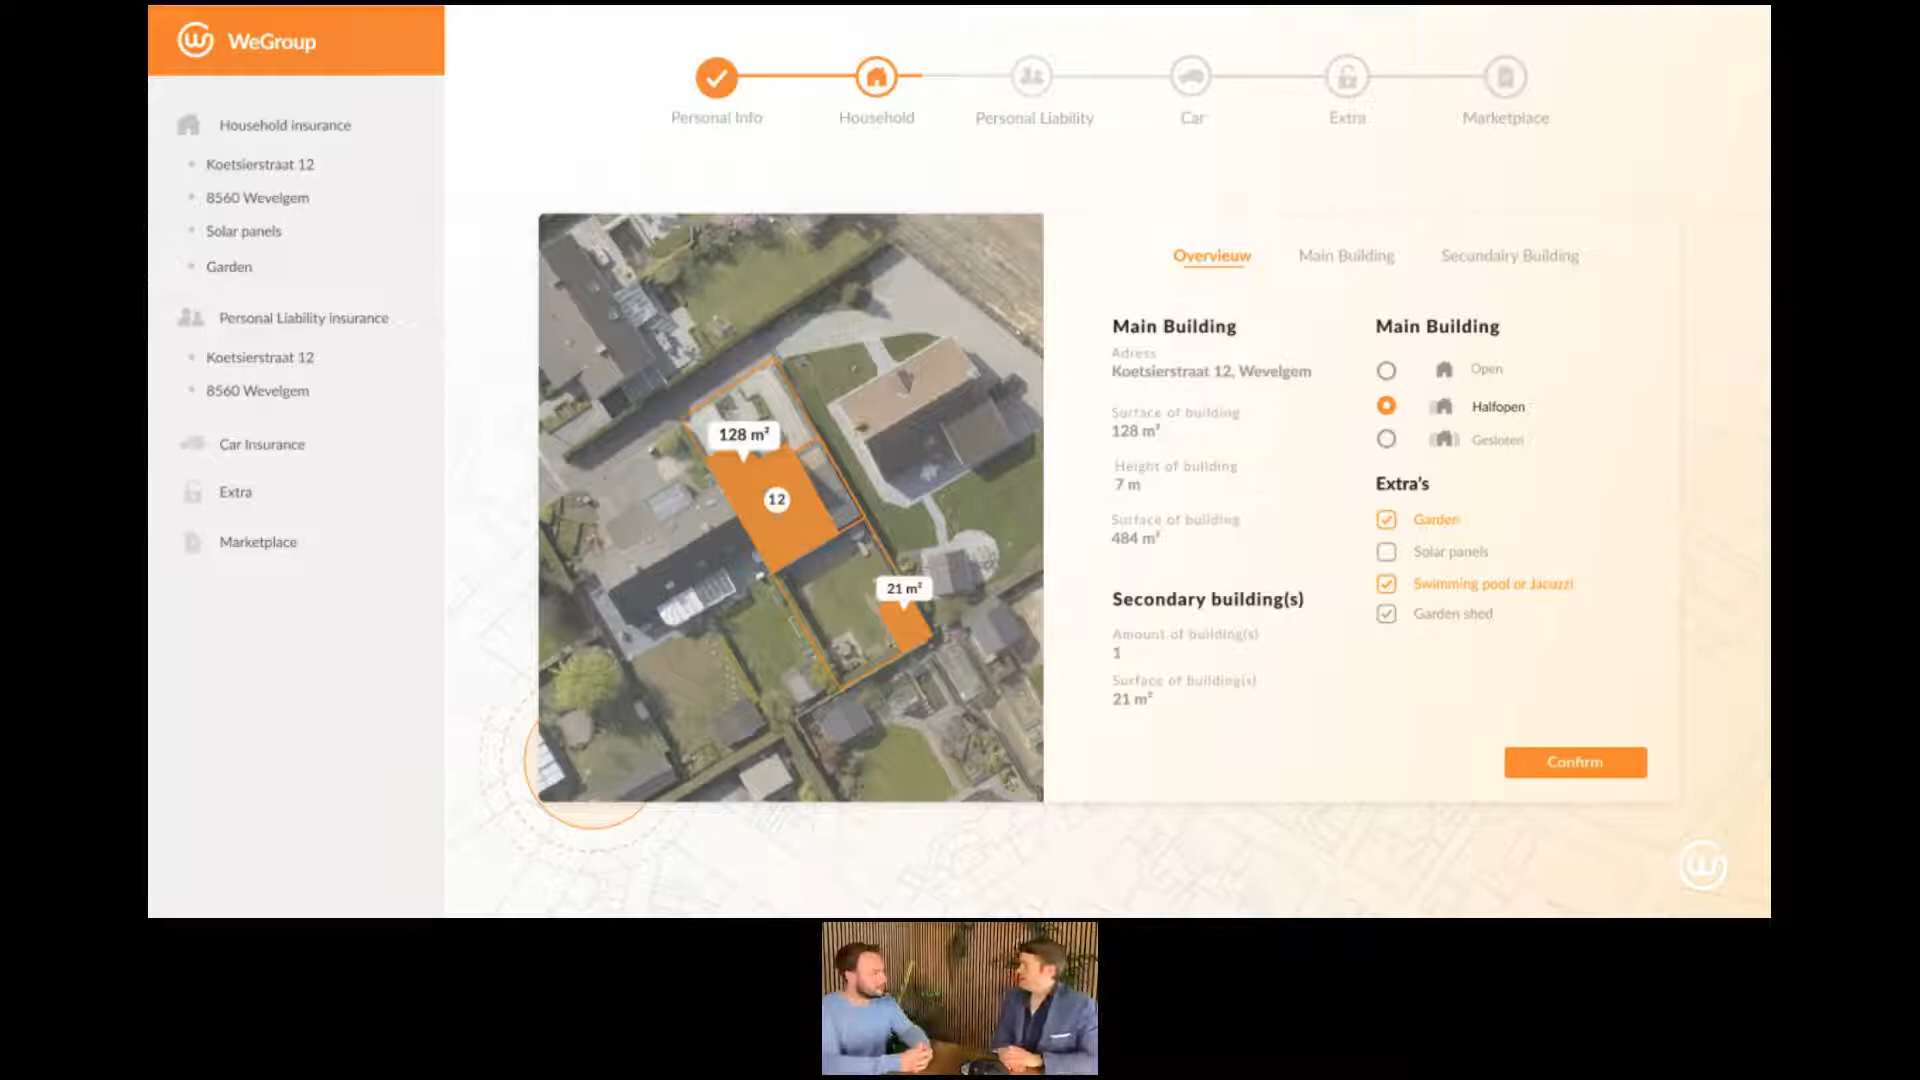 WeGroup
Household insurance
Koetsierstraat 12
8560 Wevelgem
Solar panels
Garden
Personal Liability insurance
Koetsierstraat 12
8560 Wevelgem
Car Insurance
Extra
Marketplace
Personal Info
Household
Personal Liability
Car
Extra
Marketplace
128 m²
12
21 m²
Overvieuw
Main Building
Secundairy Building
Main Building
Adress
Koetsierstraat 12, Wevelgem
Surface of building
128 m²
Height of building
7 m
Surface of building
484 m²
Secondary building(s)
Amount of building(s)
1
Surface of building(s)
21 m²
Main Building
Open
Halfopen
Gesloten
Extra's
Garden
Solar panels
Swimming pool or Jacuzzi
Garden shed
Confirm